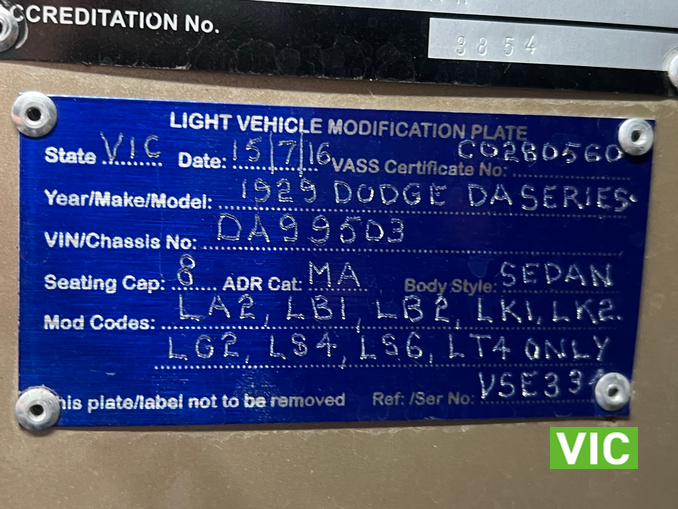 CCREDITATION No.
3854
LIGHT VEHICLE MODIFICATION PLATE
State VIC Date: 15/7/16 VASS Certificate No: CO280560
Year/Make/Model: 1929 DODGE DA SERIES
VIN/Chassis No: DA99503
Seating Cap: 8 ADR Cat: MA Body Style: SEDAN
Mod Codes: LA2, LB1, LB2, LK1, LK2.
LG2, LS4, LS6, LT4 ONLY
his plate/label not to be removed Ref: /Ser No: VSE33
VIC